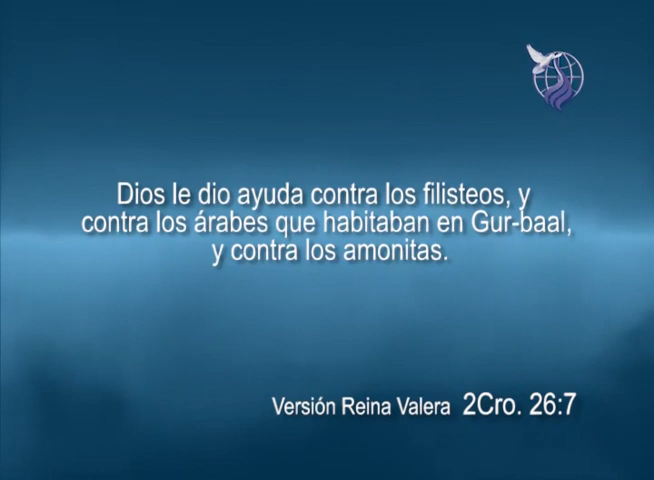 Dios le dio ayuda contra los filisteos, y
contra los árabes que habitaban en Gur-baal,
y contra los amonitas.
Versión Reina Valera 2Cro. 26:7